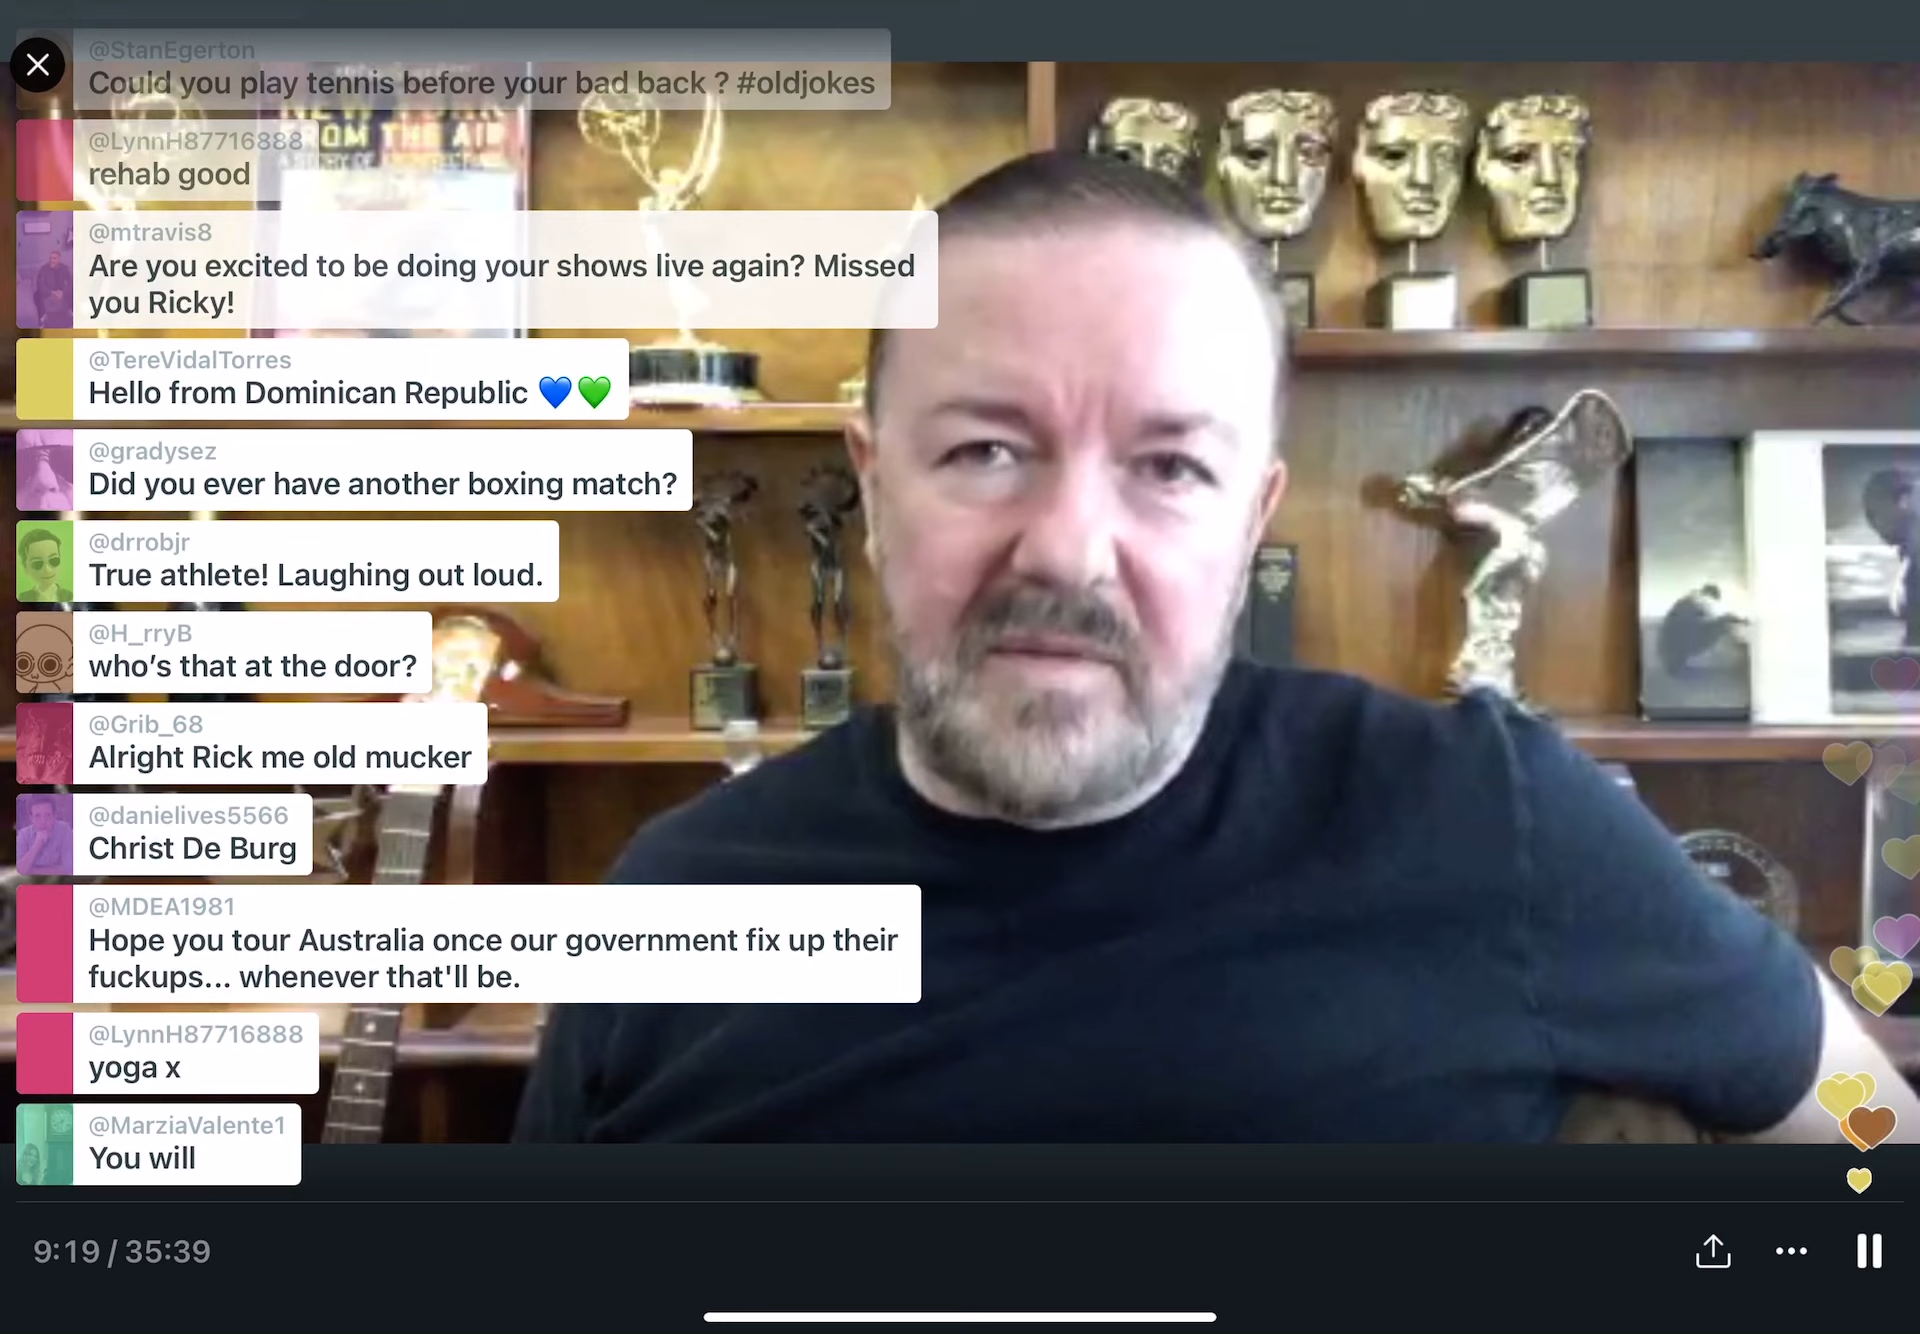 @StanEgerton
Could you play tennis before your bad back ? #oldjokes
@LynnH87716888
OM THE AIR
rehab good
@mtravis8
Are you excited to be doing your shows live again? Missed
you Ricky!
@TereVidalTorres
Hello from Dominican Republic 💙💚
@gradysez
Did you ever have another boxing match?
@drrobjr
True athlete! Laughing out loud.
@H_rryB
who’s that at the door?
@Grib_68
Alright Rick me old mucker
@danielives5566
Christ De Burg
@MDEA1981
Hope you tour Australia once our government fix up their
fuckups... whenever that'll be.
@LynnH87716888
yoga x
@MarziaValente1
You will
9:19 / 35:39